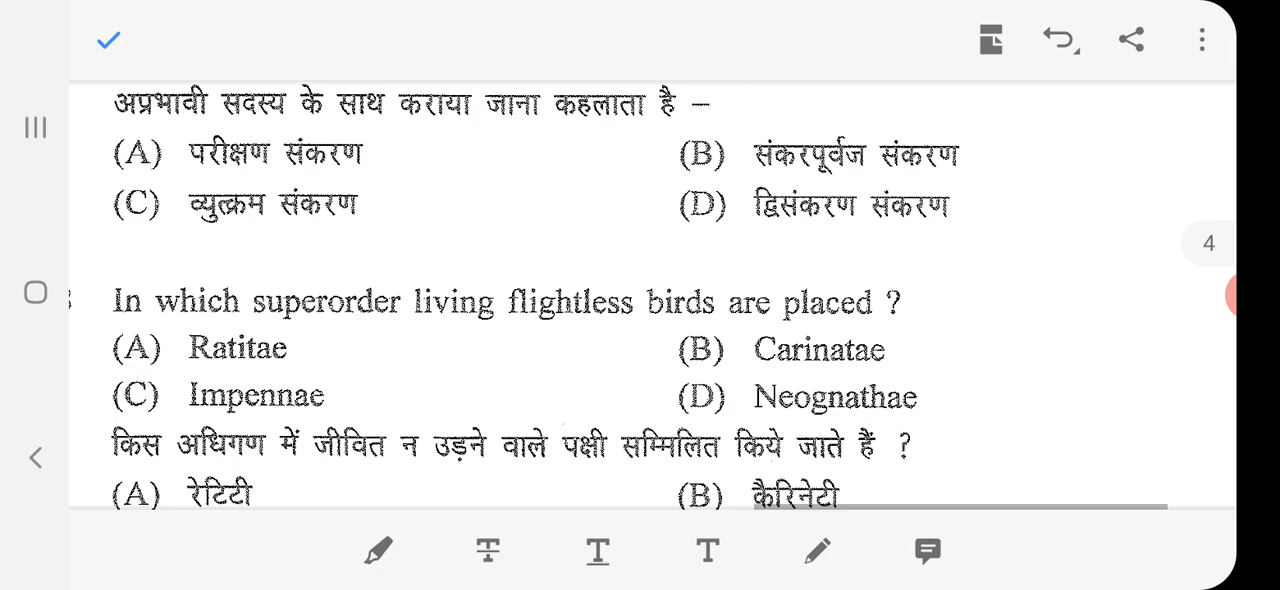 अप्रभावी सदस्य के साथ कराया जाना कहलाता है –
(A) परीक्षण संकरण (B) संकरपूर्वज संकरण
(C) व्युत्क्रम संकरण (D) द्विसंकरण संकरण
4
In which superorder living flightless birds are placed ?
(A) Ratitae (B) Carinatae
(C) Impennae (D) Neognathae
किस अधिगण में जीवित न उड़ने वाले पक्षी सम्मिलित किये जाते हैं ?
(A) रेटिटी (B) कैरिनेटी